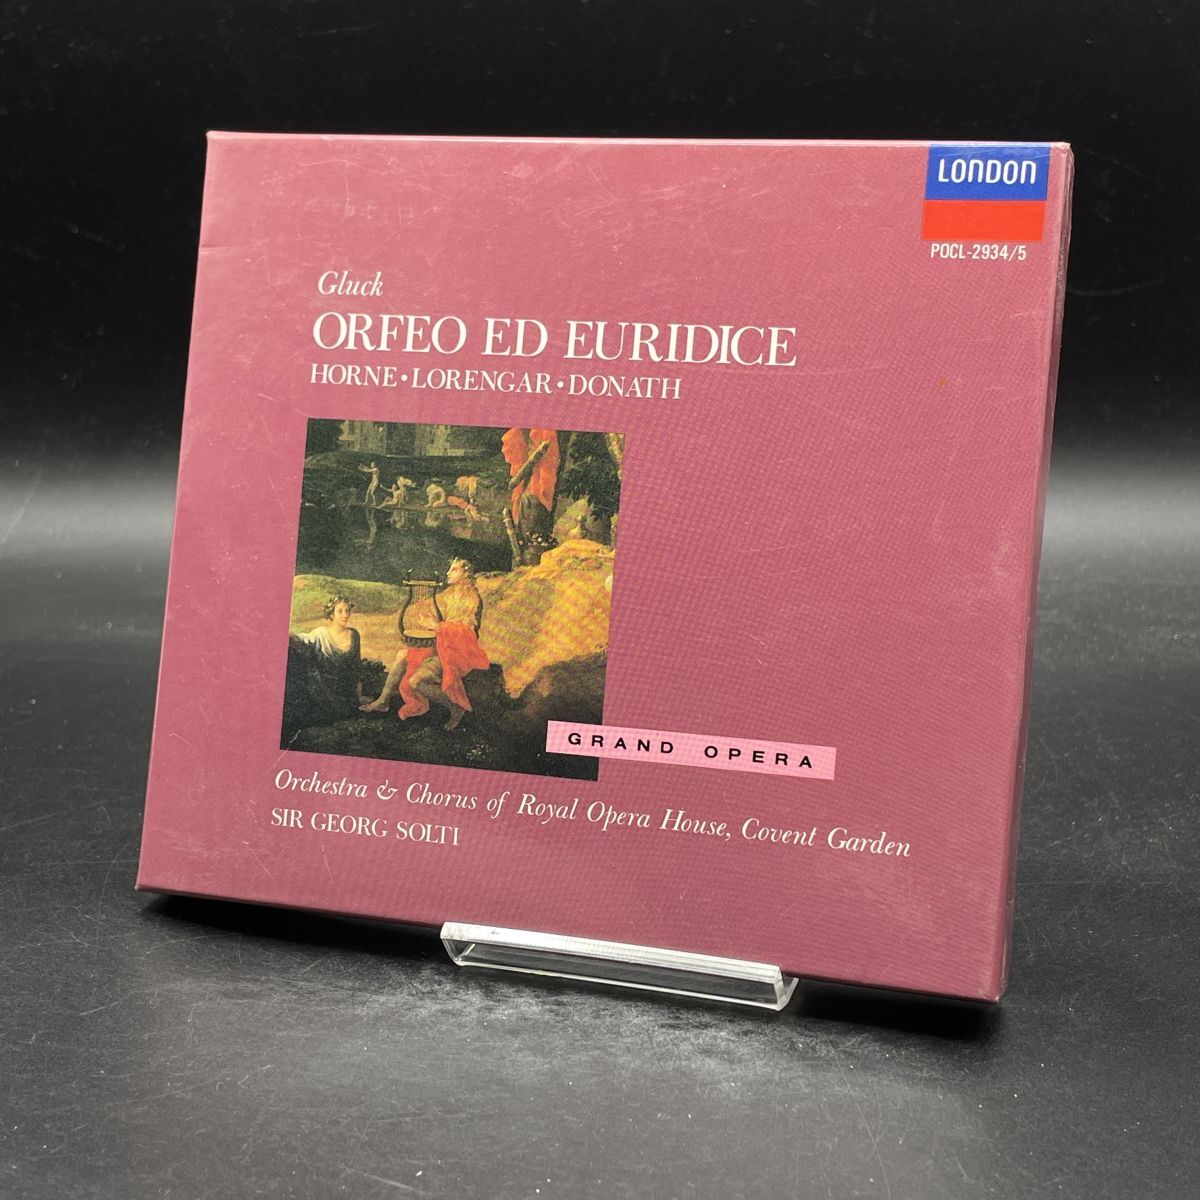 LONDON
POCL-2934/5
Gluck
ORFEO ED EURIDICE
HORNE•LORENGAR•DONATH
GRAND OPERA
Orchestra & Chorus of Royal Opera House, Covent Garden
SIR GEORG SOLTI